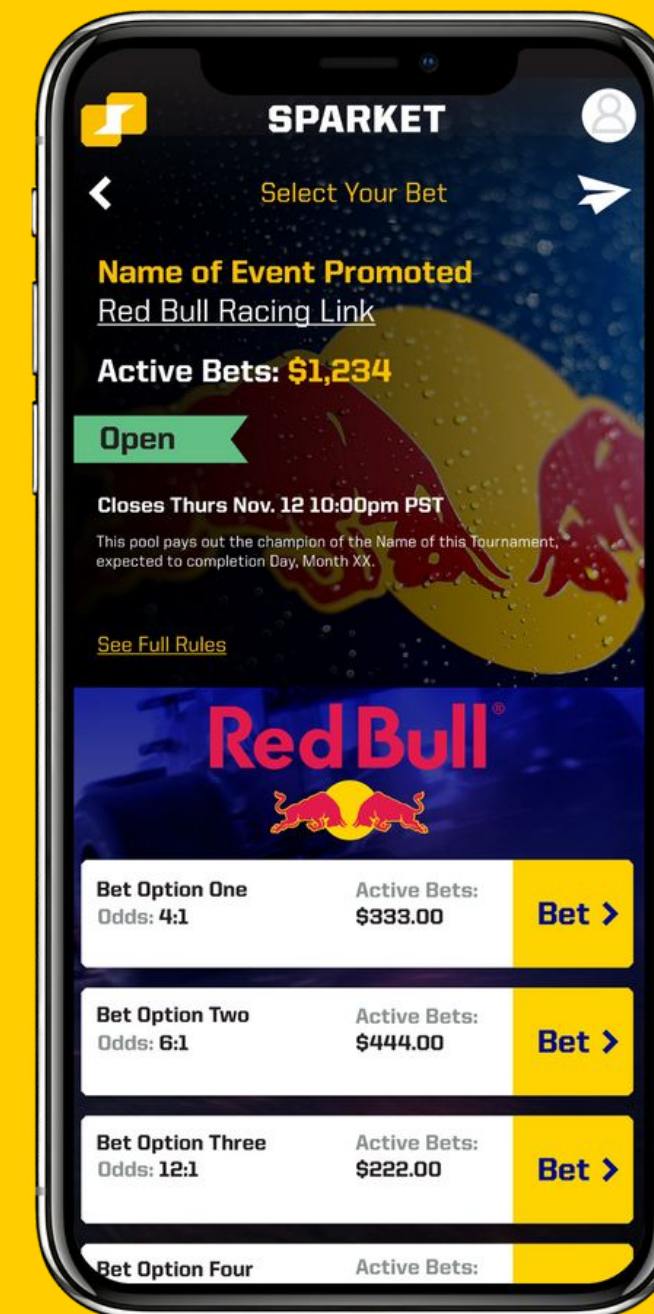 SPARKET
Select Your Bet
Name of Event Promoted
Red Bull Racing Link
Active Bets: $1,234
Open
Closes Thurs Nov. 12 10:00pm PST
This pool pays out the champion of the Name of this Tournament,
expected to completion Day, Month XX.
See Full Rules
Red Bull®
Bet Option One
Odds: 4:1
Active Bets:
$333.00
Bet >
Bet Option Two
Odds: 6:1
Active Bets:
$444.00
Bet >
Bet Option Three
Odds: 12:1
Active Bets:
$222.00
Bet >
Bet Option Four
Active Bets: